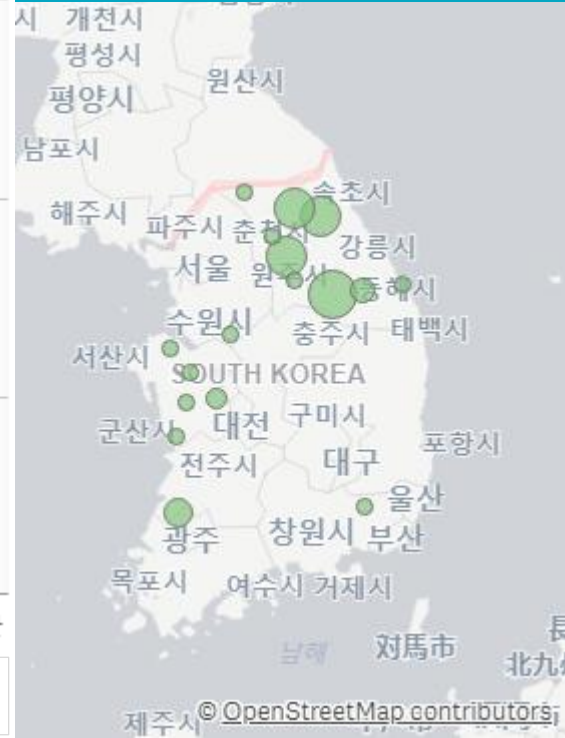 시
개천시
평성시
원산시
평양시
남포시
속초시
해주시
파주시
춘천시
강릉시
서울
원주시
동해시
수원시
충주시
태백시
서산시
SOUTH KOREA
구미시
군산시
대전
포항시
전주시
대구
울산
광주
창원시
부산
목포시
여수시
거제시
남해
対馬市
長
北九
제주시
© OpenStreetMap contributors,